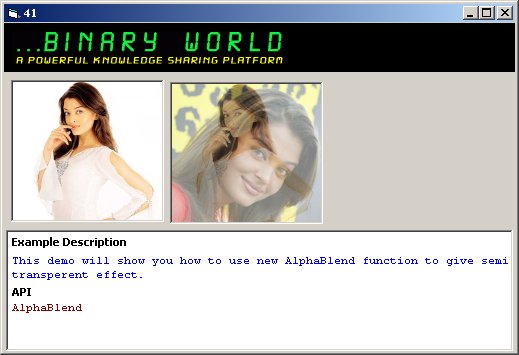 41
...BINARY WORLD
A POWERFUL KNOWLEDGE SHARING PLATFORM
Example Description
This demo will show you how to use new AlphaBlend function to give semi
transperent effect.
API
AlphaBlend